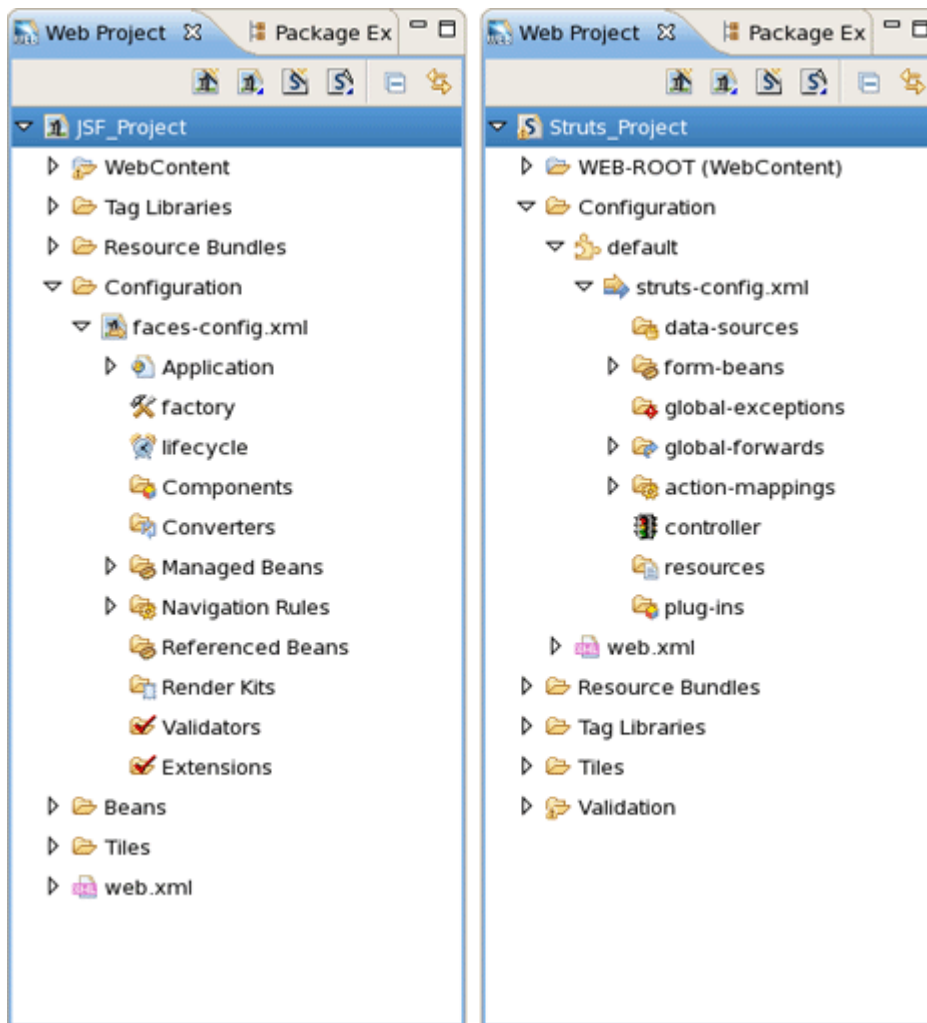 Web Project
Package Ex
JSF_Project
WebContent
Tag Libraries
Resource Bundles
Configuration
faces-config.xml
Application
factory
lifecycle
Components
Converters
Managed Beans
Navigation Rules
Referenced Beans
Render Kits
Validators
Extensions
Beans
Tiles
web.xml
Web Project
Package Ex
Struts_Project
WEB-ROOT (WebContent)
Configuration
default
struts-config.xml
data-sources
form-beans
global-exceptions
global-forwards
action-mappings
controller
resources
plug-ins
web.xml
Resource Bundles
Tag Libraries
Tiles
Validation